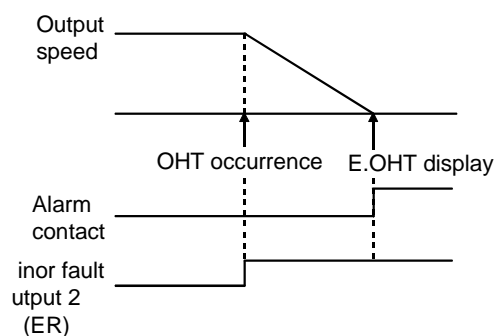 Output
speed
OHT occurrence
E.OHT display
Alarm
contact
inor fault
utput 2
(ER)